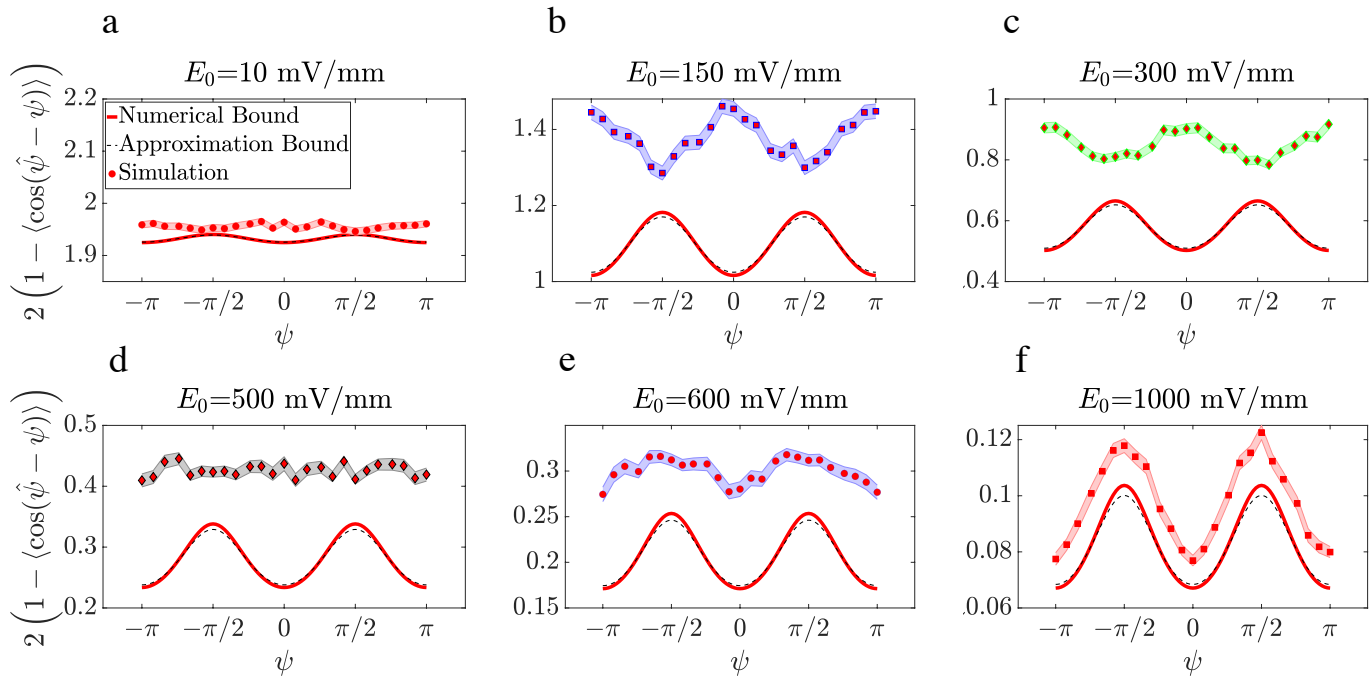 a
E₀=10 mV/mm
2 (1 − ⟨cos(ψ̂ − ψ)⟩)
2.2
2.1
2
1.9
Numerical Bound
Approximation Bound
Simulation
−π −π/2 0 π/2 π
ψ
b
E₀=150 mV/mm
1.4
1.2
1
−π −π/2 0 π/2 π
ψ
c
E₀=300 mV/mm
1
0.8
0.6
0.4
−π −π/2 0 π/2 π
ψ
d
E₀=500 mV/mm
2 (1 − ⟨cos(ψ̂ − ψ)⟩)
0.5
0.4
0.3
0.2
−π −π/2 0 π/2 π
ψ
e
E₀=600 mV/mm
0.3
0.25
0.2
0.15
−π −π/2 0 π/2 π
ψ
f
E₀=1000 mV/mm
0.12
0.1
0.08
0.06
−π −π/2 0 π/2 π
ψ